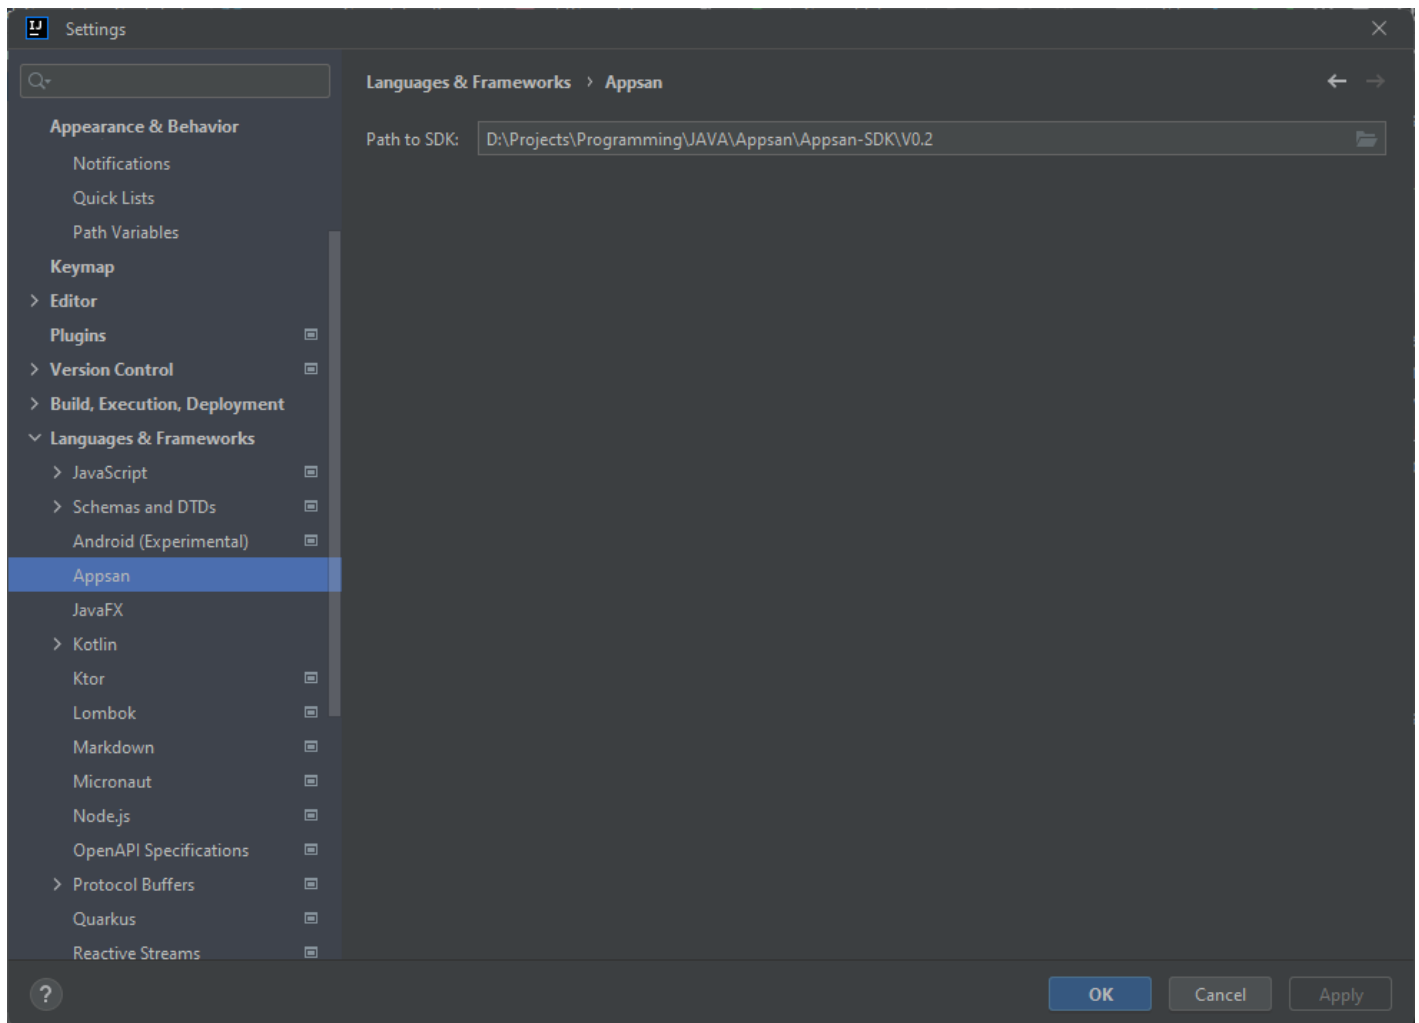 IJ
Settings
Languages & Frameworks › Appsan
Path to SDK: D:\Projects\Programming\JAVA\Appsan\Appsan-SDK\V0.2
Appearance & Behavior
Notifications
Quick Lists
Path Variables
Keymap
Editor
Plugins
Version Control
Build, Execution, Deployment
Languages & Frameworks
JavaScript
Schemas and DTDs
Android (Experimental)
Appsan
JavaFX
Kotlin
Ktor
Lombok
Markdown
Micronaut
Node.js
OpenAPI Specifications
Protocol Buffers
Quarkus
Reactive Streams
?
OK Cancel Apply